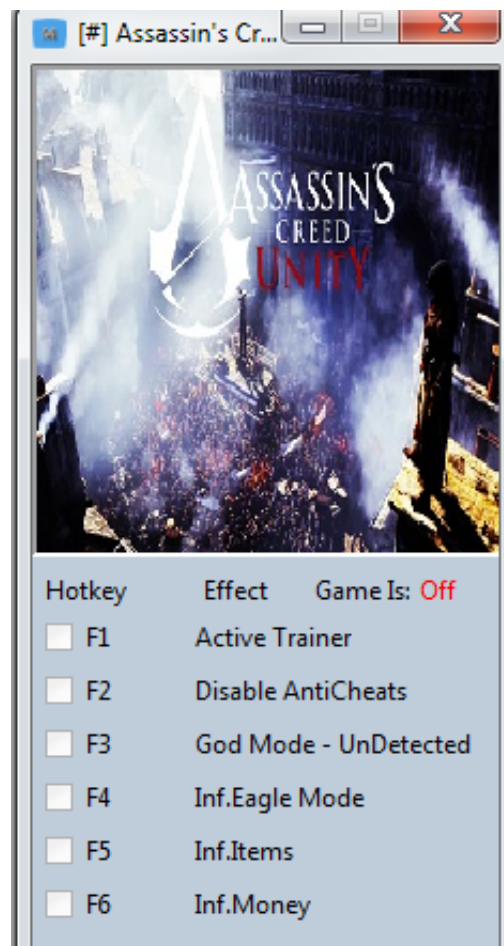 [#] Assassin's Cr...
ASSASSIN'S
CREED
UNITY
Hotkey Effect Game Is: Off
F1 Active Trainer
F2 Disable AntiCheats
F3 God Mode - UnDetected
F4 Inf.Eagle Mode
F5 Inf.Items
F6 Inf.Money